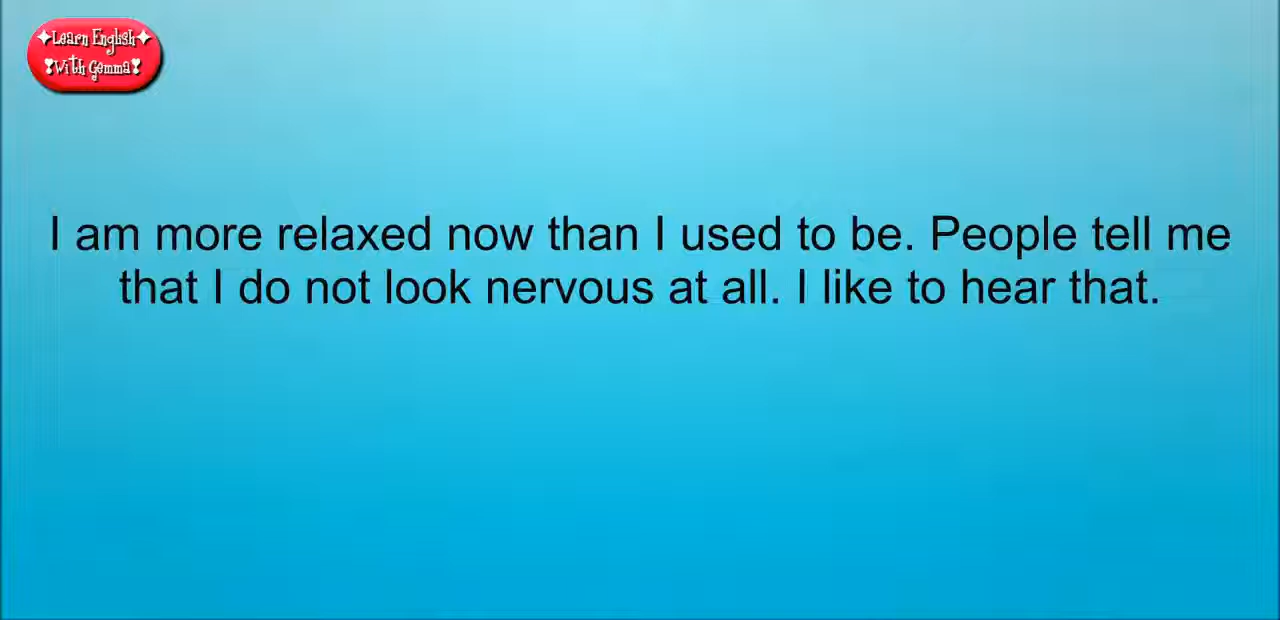 Learn English
With Gemma
I am more relaxed now than I used to be. People tell me
that I do not look nervous at all. I like to hear that.